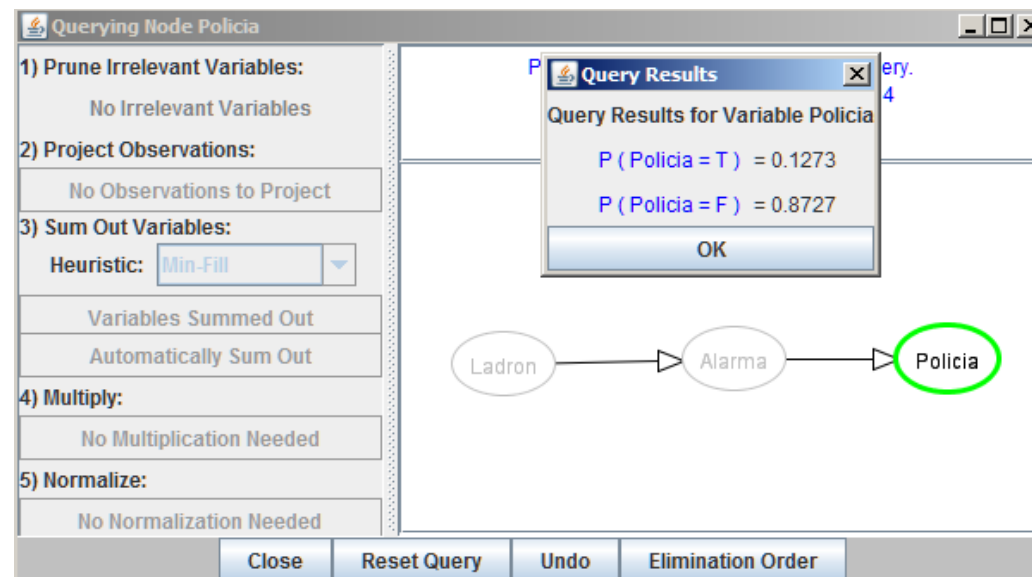 Querying Node Policia
1) Prune Irrelevant Variables:
No Irrelevant Variables
2) Project Observations:
No Observations to Project
3) Sum Out Variables:
Heuristic: Min-Fill
Variables Summed Out
Automatically Sum Out
4) Multiply:
No Multiplication Needed
5) Normalize:
No Normalization Needed
P
ery.
4
Query Results
Query Results for Variable Policia
P ( Policia = T ) = 0.1273
P ( Policia = F ) = 0.8727
OK
Ladron
Alarma
Policia
Close
Reset Query
Undo
Elimination Order